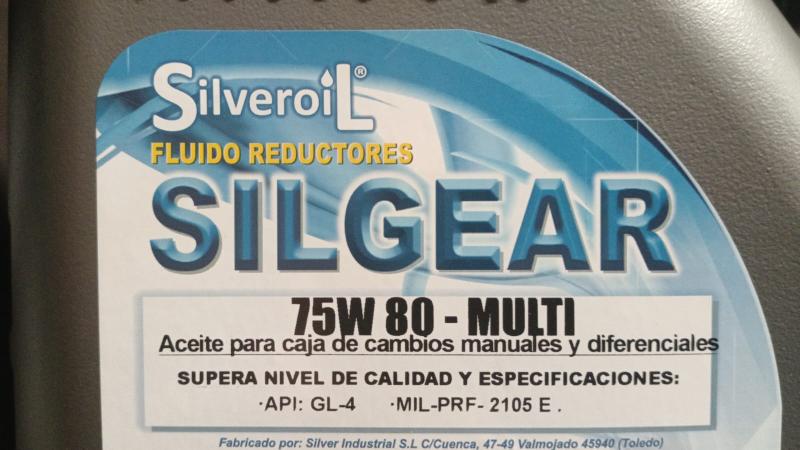 SilveroiL®
FLUIDO REDUCTORES
SILGEAR
75W 80 - MULTI
Aceite para caja de cambios manuales y diferenciales
SUPERA NIVEL DE CALIDAD Y ESPECIFICACIONES:
·API: GL-4 ·MIL-PRF- 2105 E .
Fabricado por: Silver Industrial S.L C/Cuenca, 47-49 Valmojado 45940 (Toledo)